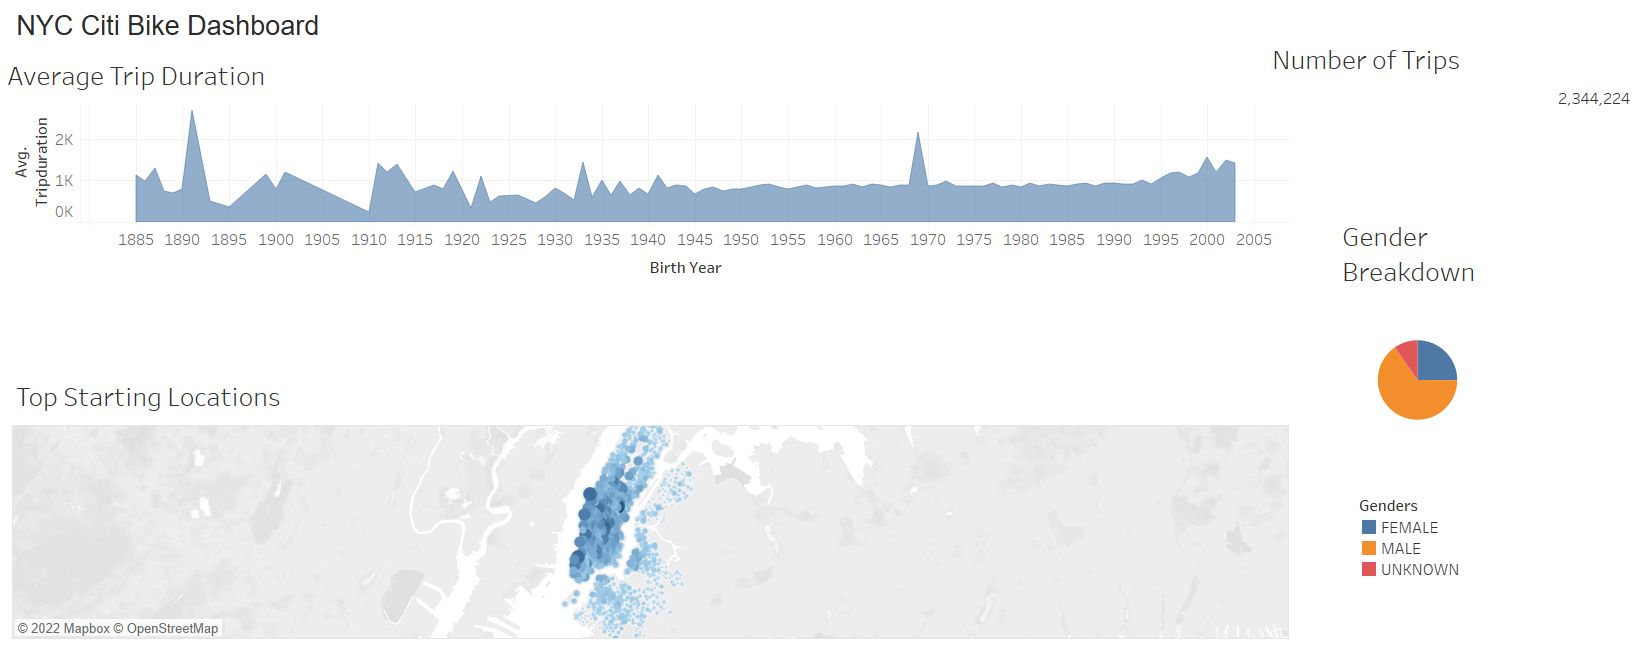 NYC Citi Bike Dashboard
Average Trip Duration
Number of Trips
2,344,224
Avg.
Tripduration
2K
1K
0K
1885 1890 1895 1900 1905 1910 1915 1920 1925 1930 1935 1940 1945 1950 1955 1960 1965 1970 1975 1980 1985 1990 1995 2000 2005
Birth Year
Gender
Breakdown
Top Starting Locations
© 2022 Mapbox © OpenStreetMap
Genders
FEMALE
MALE
UNKNOWN